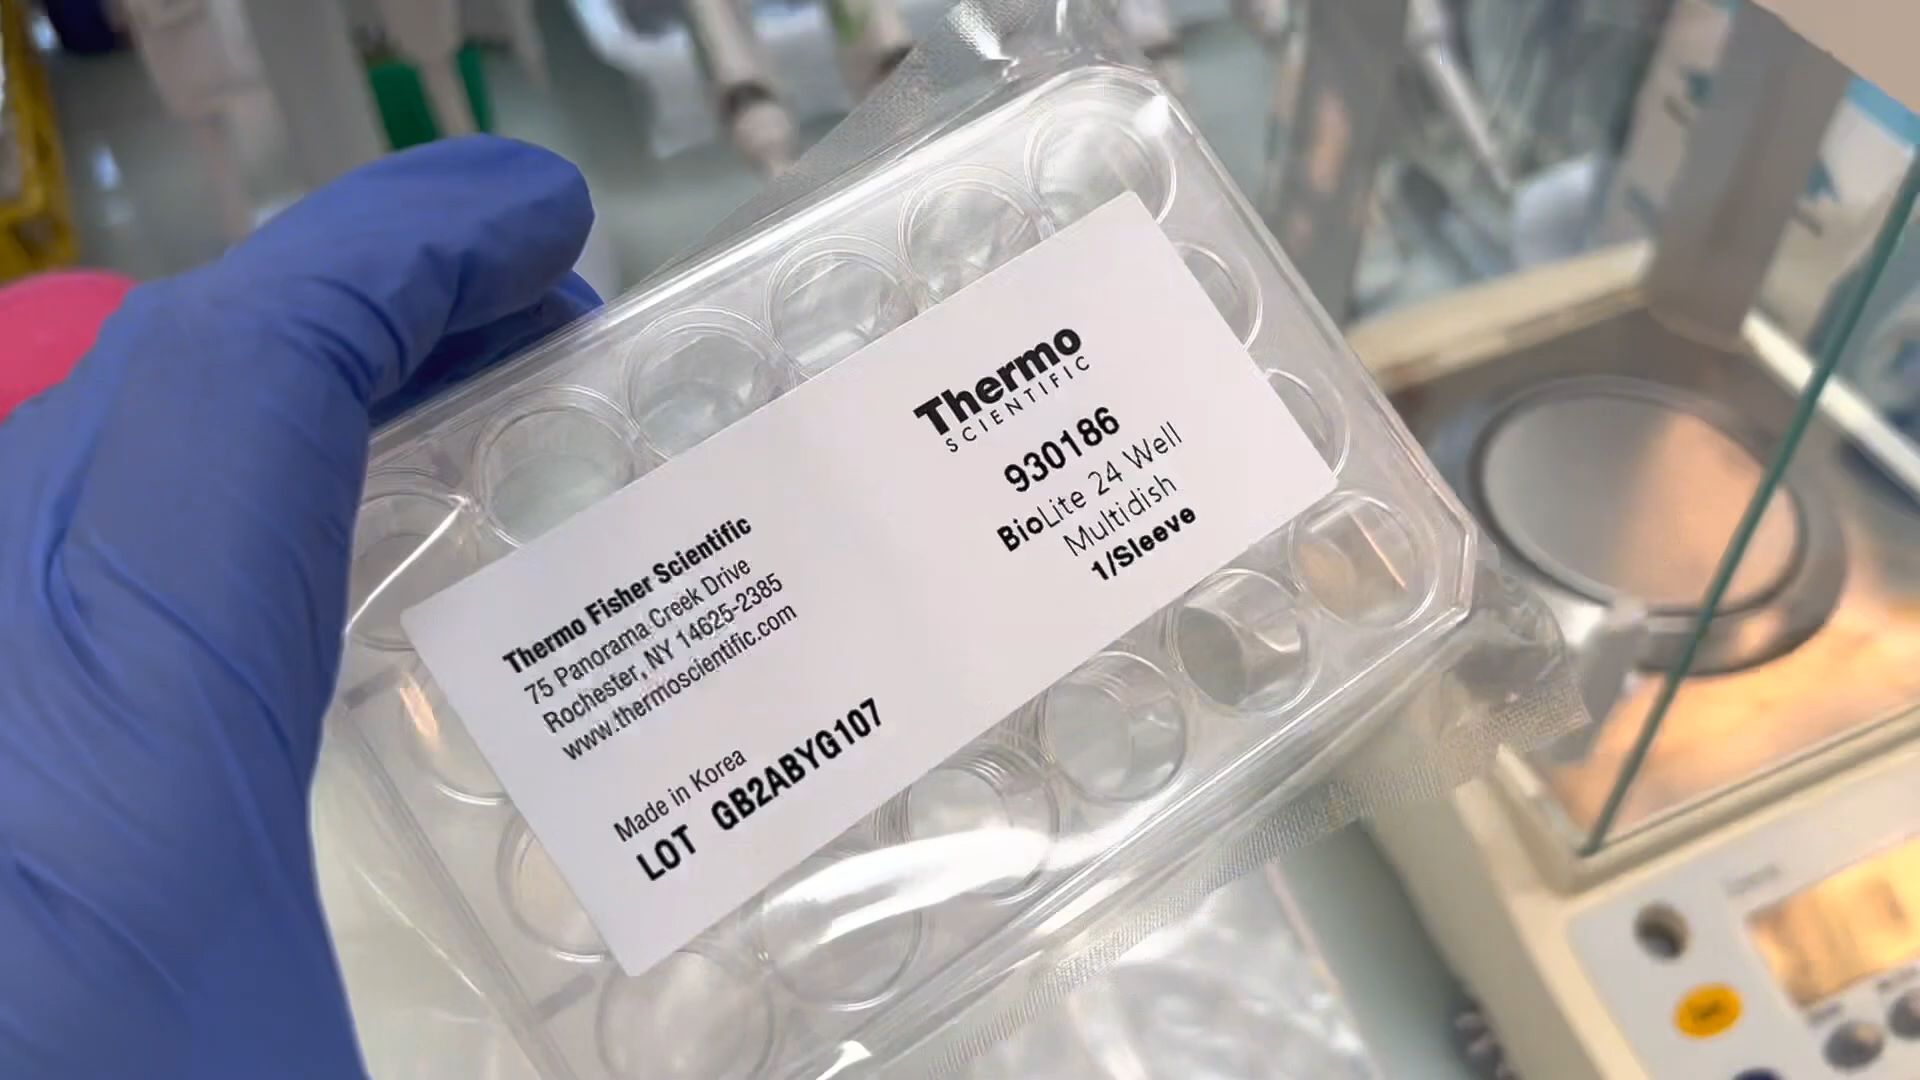 Thermo
SCIENTIFIC
930186
BioLite 24 Well
Multidish
1/Sleeve
Thermo Fisher Scientific
75 Panorama Creek Drive
Rochester, NY 14625-2385
www.thermoscientific.com
Made in Korea
LOT GB2ABYG107